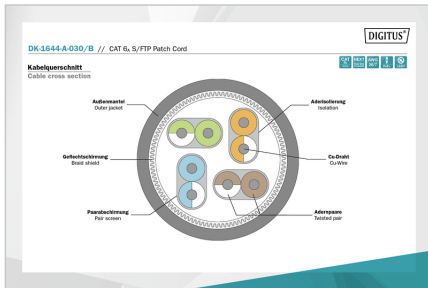 DIGITUS®
DK-1644-A-030/B // CAT 6A S/FTP Patch Cord
Kabelquerschnitt
Cable cross section
Außenmantel
Outer jacket
Aderisolierung
Isolation
Geflechtschirmung
Braid shield
Cu-Draht
Cu-Wire
Paarabschirmung
Pair screen
Adernpaare
Twisted pair